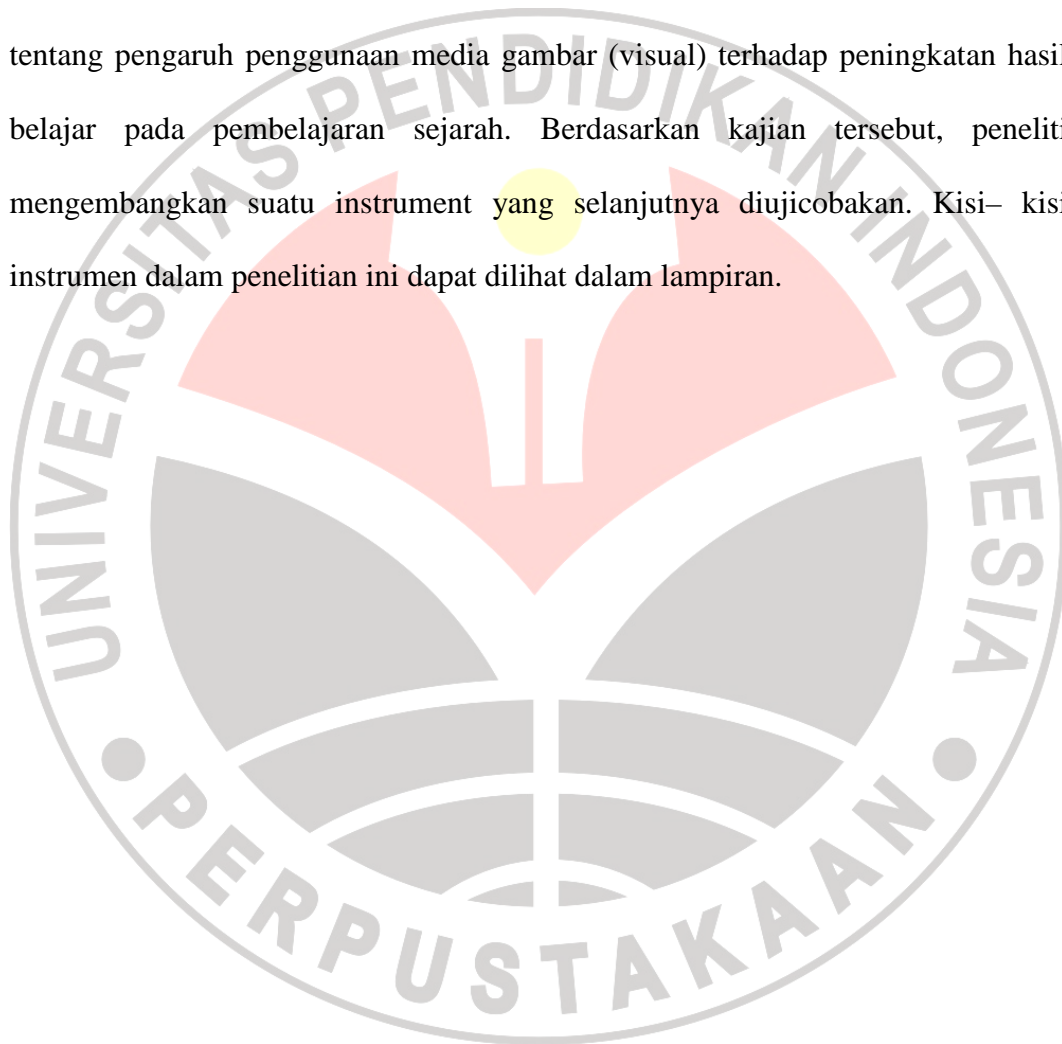 tentang pengaruh penggunaan media gambar (visual) terhadap peningkatan hasil
belajar pada pembelajaran sejarah. Berdasarkan kajian tersebut, peneliti
mengembangkan suatu instrument yang selanjutnya diujicobakan. Kisi– kisi
instrumen dalam penelitian ini dapat dilihat dalam lampiran.
UNIVERSITAS PENDIDIKAN INDONESIA
PERPUSTAKAAN